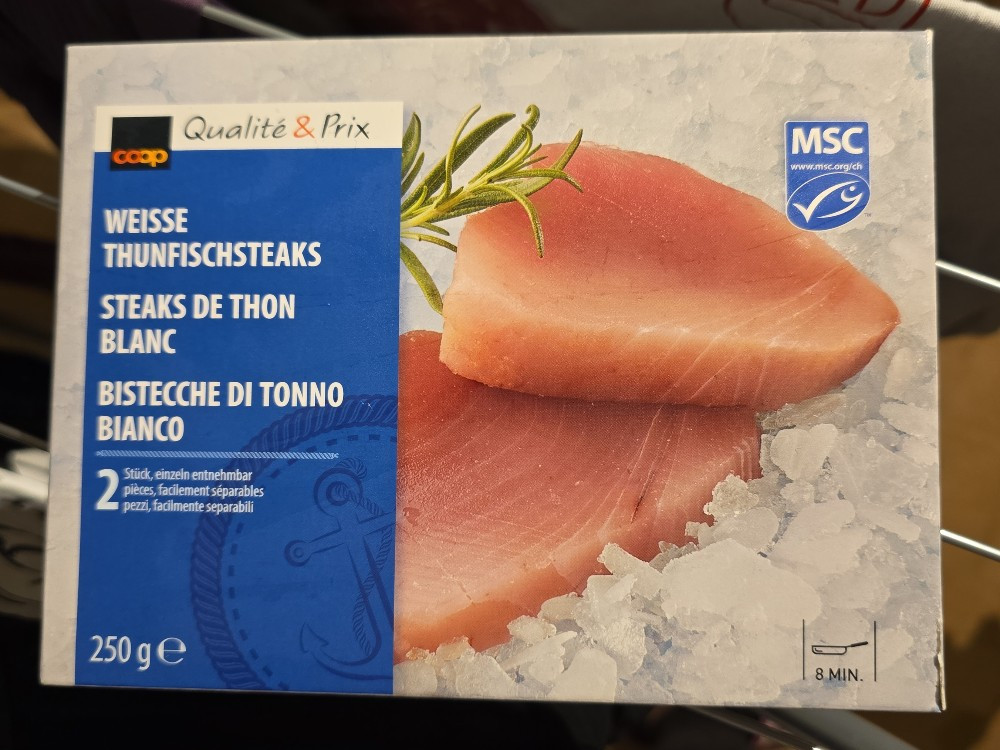 coop
Qualité & Prix
MSC
www.msc.org/ch
WEISSE
THUNFISCHSTEAKS
STEAKS DE THON
BLANC
BISTECCHE DI TONNO
BIANCO
2
Stück, einzeln entnehmbar
pièces, facilement séparables
pezzi, facilmente separabili
250 g ℮
8 MIN.